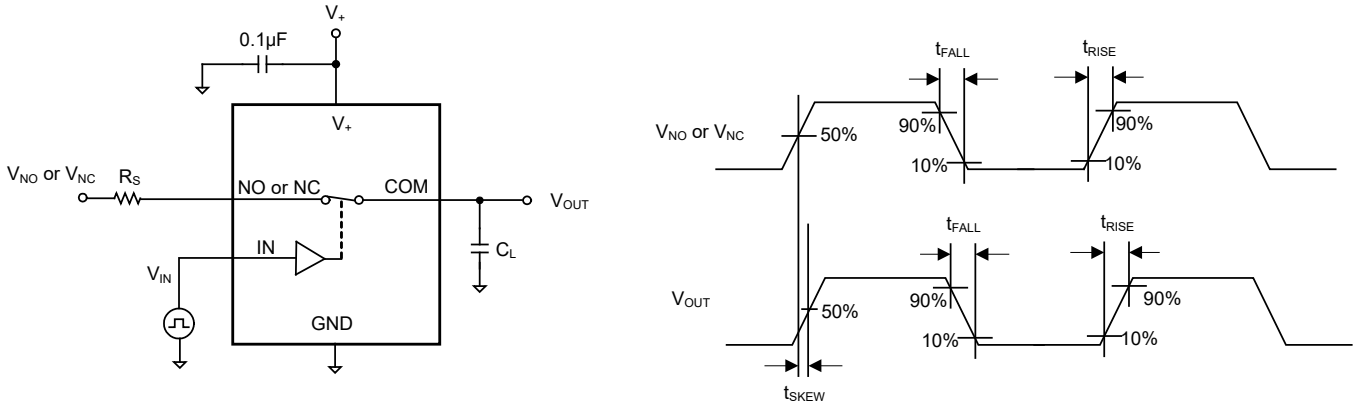 V+
0.1μF
V+
VNO or VNC
RS
NO or NC
COM
VOUT
IN
VIN
CL
GND
tFALL
tRISE
VNO or VNC
50%
90%
10%
90%
10%
tFALL
tRISE
VOUT
50%
90%
10%
90%
10%
tSKEW